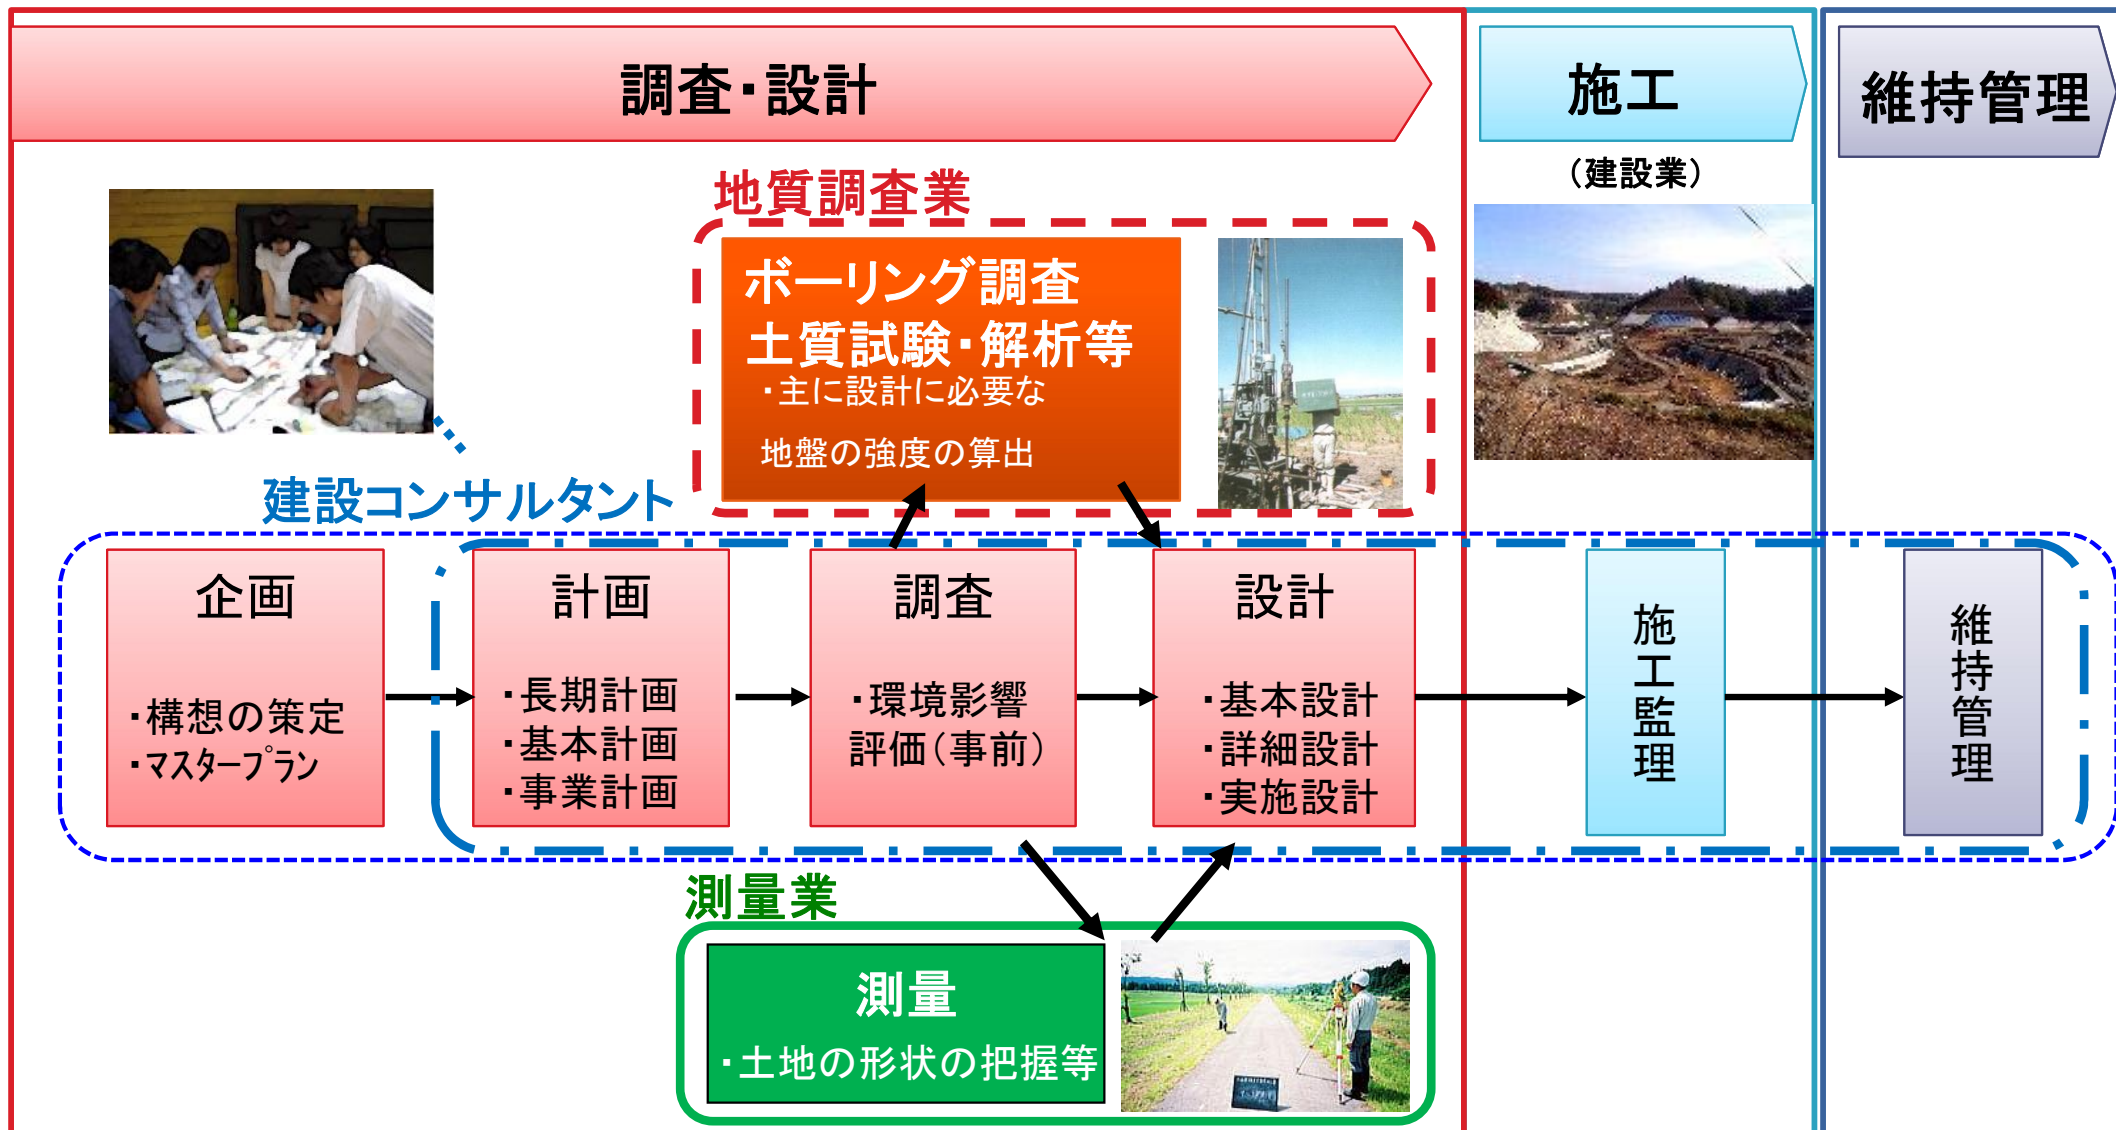 調査・設計
施工
維持管理
(建設業)
地質調査業
ボーリング調査
土質試験・解析等
・主に設計に必要な
地盤の強度の算出
建設コンサルタント
企画
・構想の策定
・マスタープラン
計画
・長期計画
・基本計画
・事業計画
調査
・環境影響
評価(事前)
設計
・基本設計
・詳細設計
・実施設計
施工監理
維持管理
測量業
測量
・土地の形状の把握等